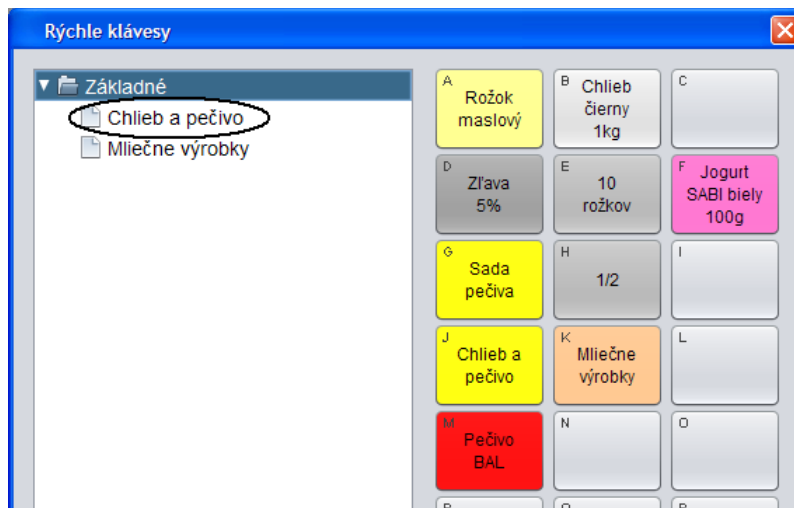 Rýchle klávesy
Základné
Chlieb a pečivo
Mliečne výrobky
A
Rožok
maslový
B
Chlieb
čierny
1kg
C
D
Zľava
5%
E
10
rožkov
F
Jogurt
SABI biely
100g
G
Sada
pečiva
H
1/2
I
J
Chlieb a
pečivo
K
Mliečne
výrobky
L
M
Pečivo
BAL
N
O